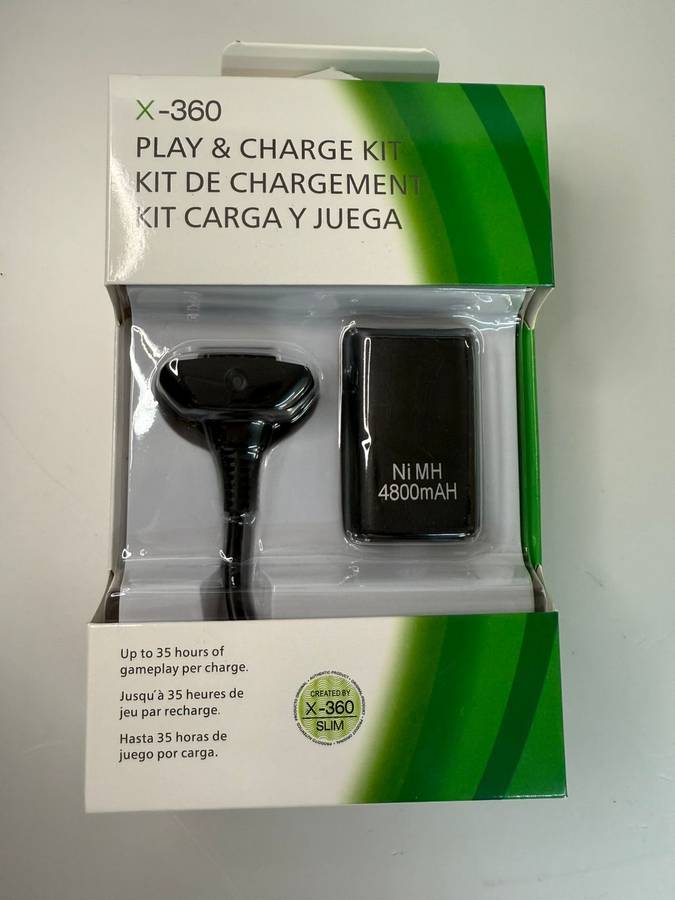 X-360
PLAY & CHARGE KIT
KIT DE CHARGEMENT
KIT CARGA Y JUEGA
Ni MH
4800mAH
Up to 35 hours of
gameplay per charge.
Jusqu'à 35 heures de
jeu par recharge.
Hasta 35 horas de
juego por carga.
CREATED BY
X-360
SLIM